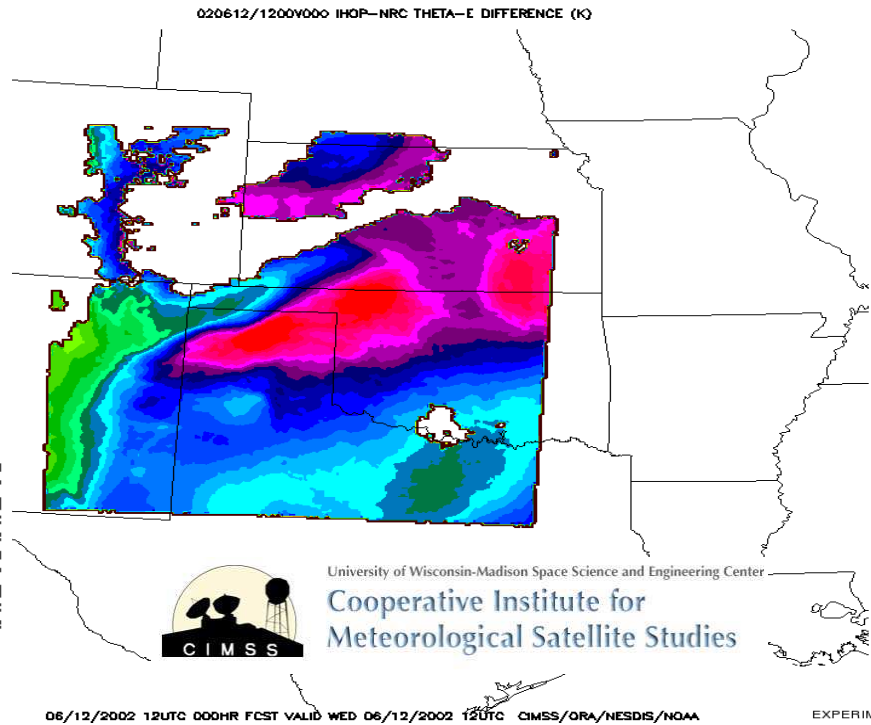 020612/1200V000 IHOP-NRC THETA-E DIFFERENCE (K)
University of Wisconsin-Madison Space Science and Engineering Center
Cooperative Institute for
Meteorological Satellite Studies
CIMSS
06/12/2002 12UTC 000HR FCST VALID WED 06/12/2002 12UTC CIMSS/ORA/NESDIS/NOAA
EXPERIM